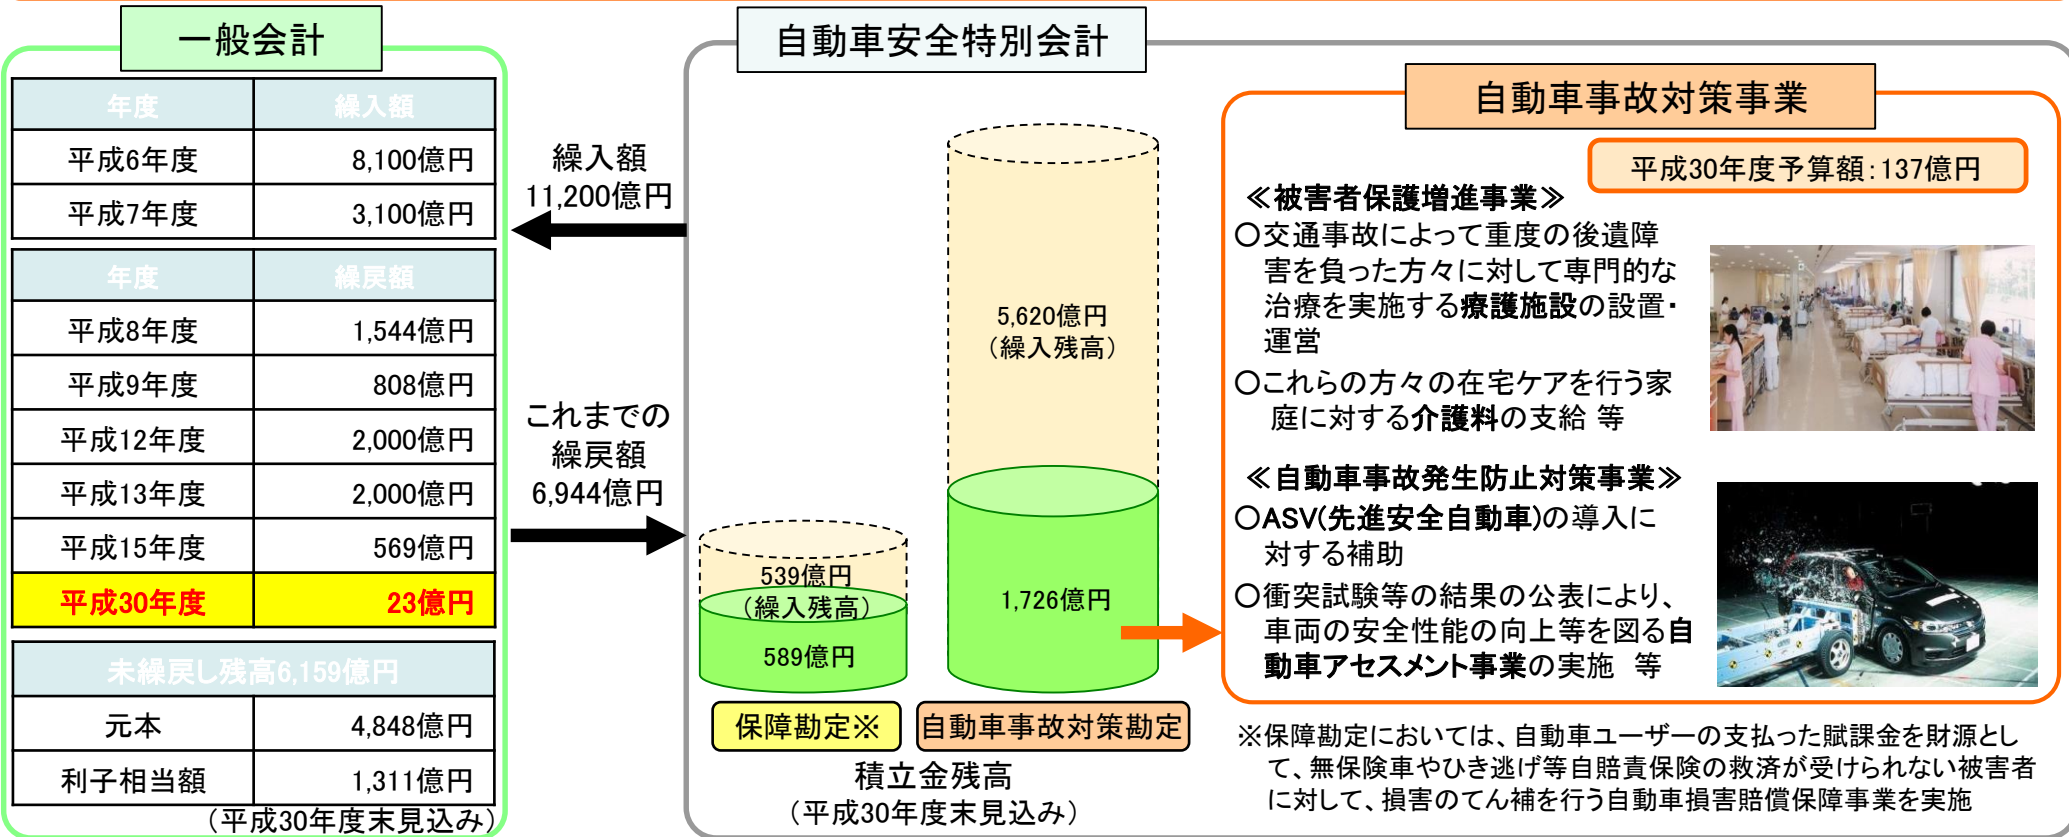 一般会計
年度 繰入額
平成6年度 8,100億円
平成7年度 3,100億円
年度 繰戻額
平成8年度 1,544億円
平成9年度 808億円
平成12年度 2,000億円
平成13年度 2,000億円
平成15年度 569億円
平成30年度 23億円
未繰戻し残高6,159億円
元本 4,848億円
利子相当額 1,311億円
(平成30年度末見込み)
繰入額
11,200億円
これまでの
繰戻額
6,944億円
自動車安全特別会計
5,620億円
(繰入残高)
1,726億円
539億円
(繰入残高)
589億円
保障勘定※
自動車事故対策勘定
積立金残高
(平成30年度末見込み)
自動車事故対策事業
平成30年度予算額:137億円
≪被害者保護増進事業≫
○交通事故によって重度の後遺障
害を負った方々に対して専門的な
治療を実施する療護施設の設置・
運営
○これらの方々の在宅ケアを行う家
庭に対する介護料の支給 等
≪自動車事故発生防止対策事業≫
○ASV(先進安全自動車)の導入に
対する補助
○衝突試験等の結果の公表により、
車両の安全性能の向上等を図る自
動車アセスメント事業の実施 等
※保障勘定においては、自動車ユーザーの支払った賦課金を財源とし
て、無保険車やひき逃げ等自賠責保険の救済が受けられない被害者
に対して、損害のてん補を行う自動車損害賠償保障事業を実施